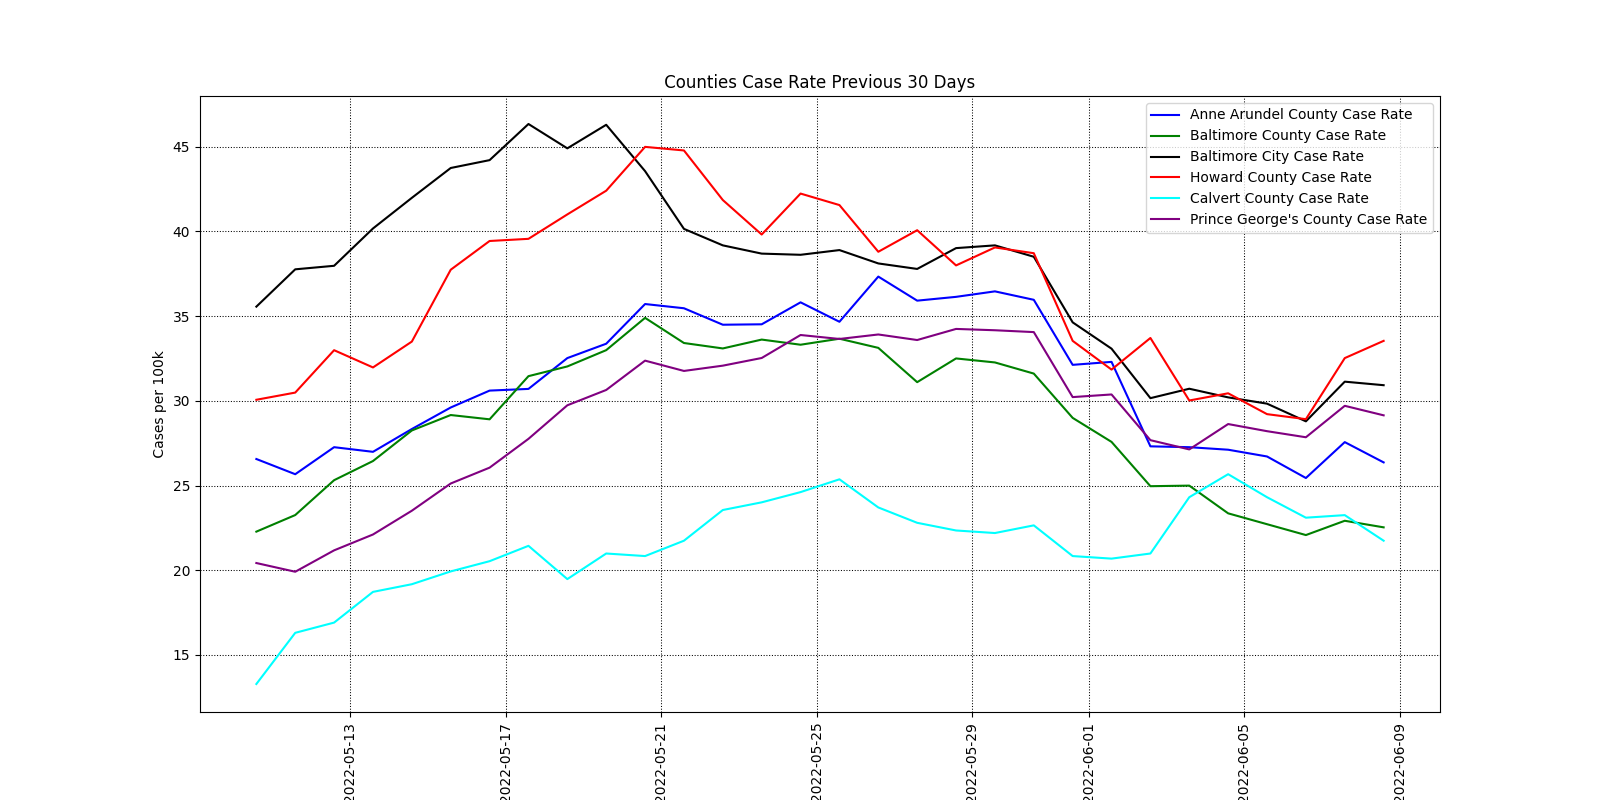 Counties Case Rate Previous 30 Days
Anne Arundel County Case Rate
Baltimore County Case Rate
Baltimore City Case Rate
Howard County Case Rate
Calvert County Case Rate
Prince George's County Case Rate
Cases per 100k
45
40
35
30
25
20
15
2022-05-13
2022-05-17
2022-05-21
2022-05-25
2022-05-29
2022-06-01
2022-06-05
2022-06-09